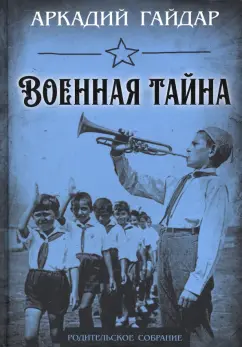 АРКАДИЙ ГАЙДАР
ВОЕННАЯ ТАЙНА
РОДИТЕЛЬСКОЕ СОБРАНИЕ